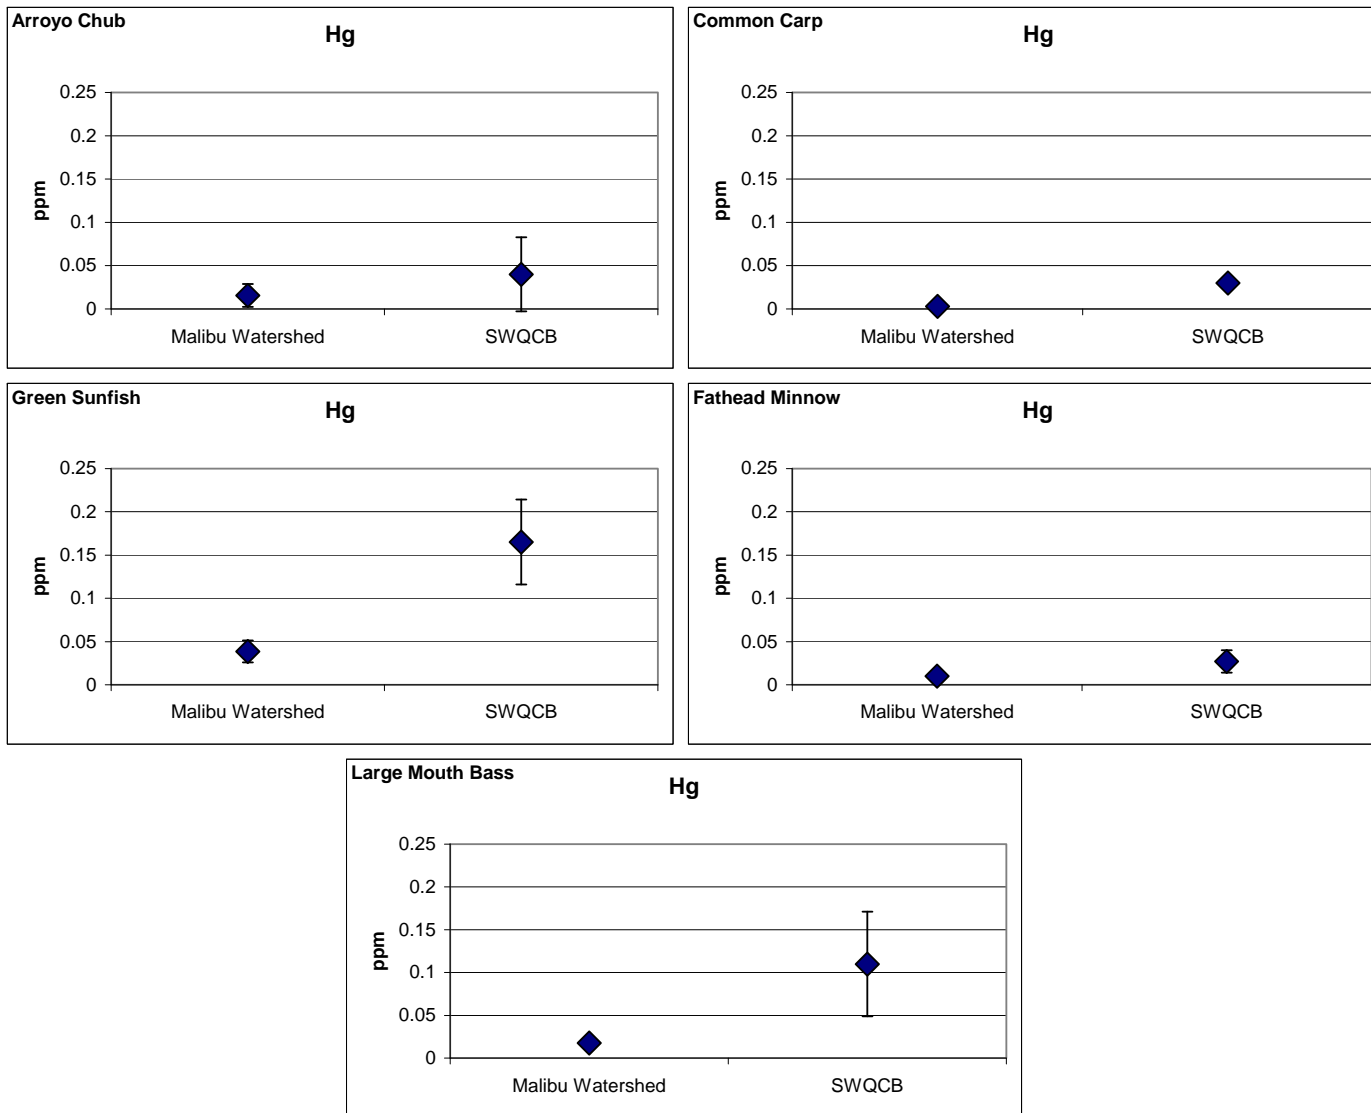 Arroyo Chub
Hg
0.25
0.2
0.15
0.1
0.05
0
ppm
Malibu Watershed SWQCB
Common Carp
Hg
0.25
0.2
0.15
0.1
0.05
0
ppm
Malibu Watershed SWQCB
Green Sunfish
Hg
0.25
0.2
0.15
0.1
0.05
0
ppm
Malibu Watershed SWQCB
Fathead Minnow
Hg
0.25
0.2
0.15
0.1
0.05
0
ppm
Malibu Watershed SWQCB
Large Mouth Bass
Hg
0.25
0.2
0.15
0.1
0.05
0
ppm
Malibu Watershed SWQCB